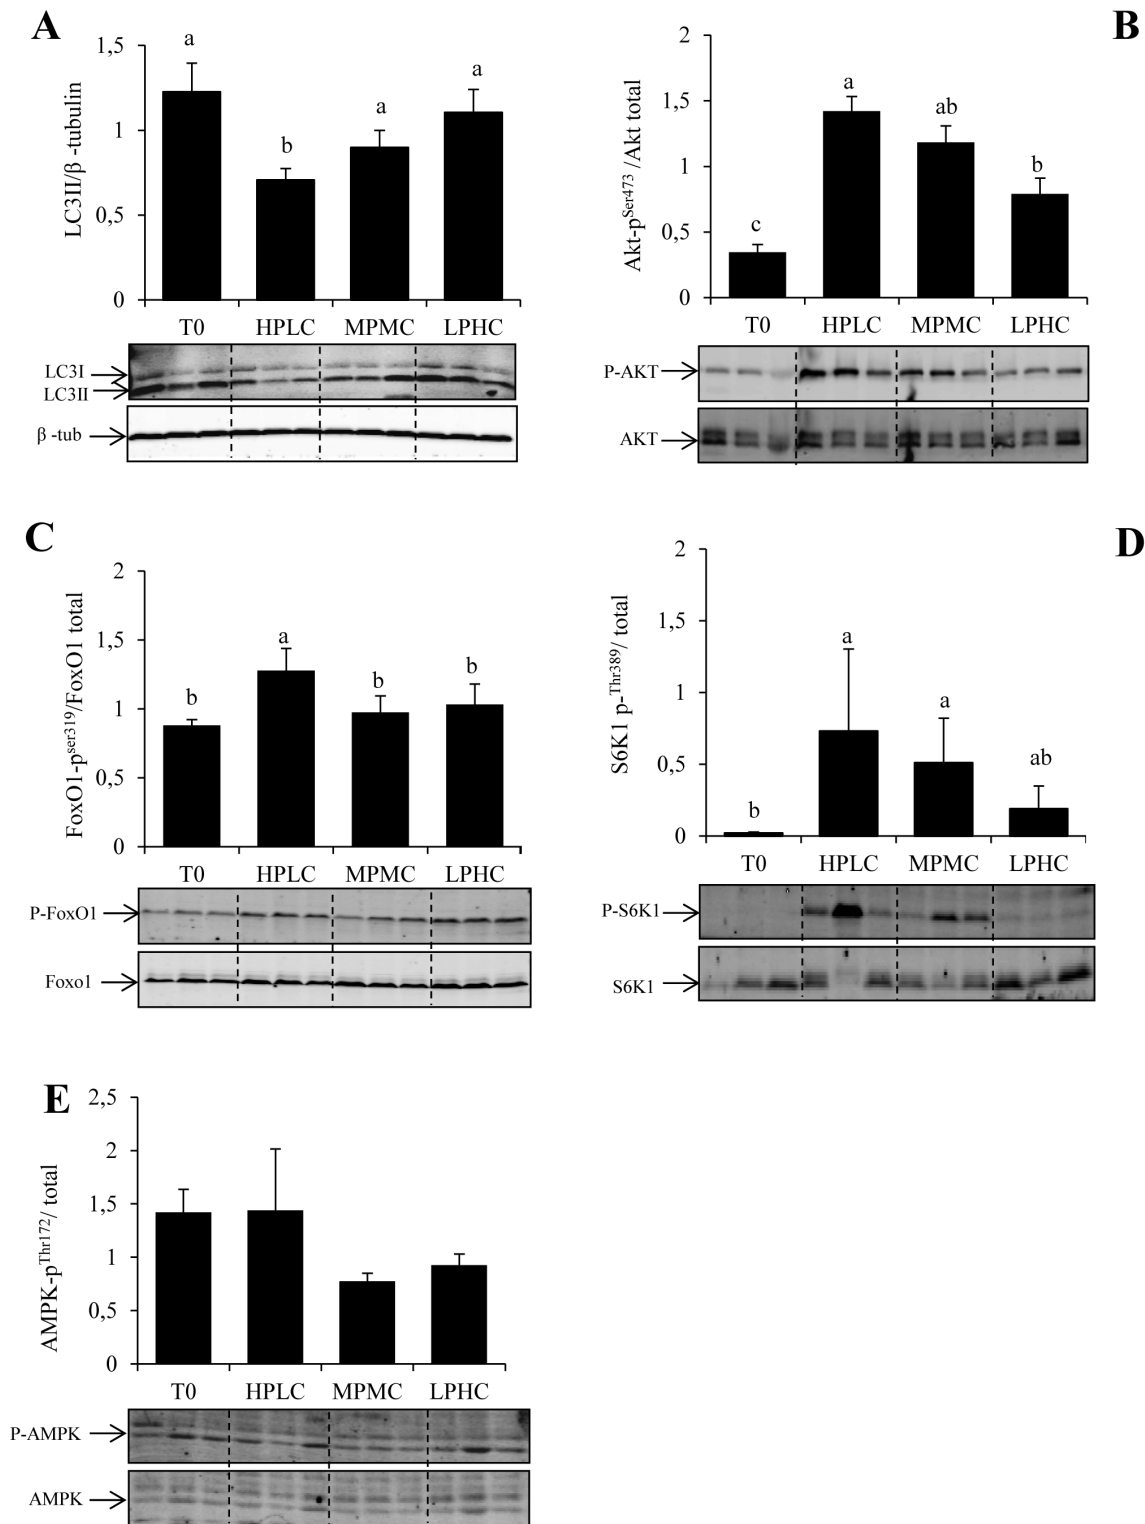 A
LC3II/β -tubulin
1,5
1
0,5
0
a
b
a
a
T0 HPLC MPMC LPHC
LC3I
LC3II
β -tub
B
Akt-pSer473 /Akt total
2
1,5
1
0,5
0
c
a
ab
b
T0 HPLC MPMC LPHC
P-AKT
AKT
C
FoxO1-pser319/FoxO1 total
2
1,5
1
0,5
0
b
a
b
b
T0 HPLC MPMC LPHC
P-FoxO1
Foxo1
D
S6K1 p-Thr389/ total
2
1,5
1
0,5
0
b
a
a
ab
T0 HPLC MPMC LPHC
P-S6K1
S6K1
E
AMPK-pThr172/ total
2,5
2
1,5
1
0,5
0
T0 HPLC MPMC LPHC
P-AMPK
AMPK